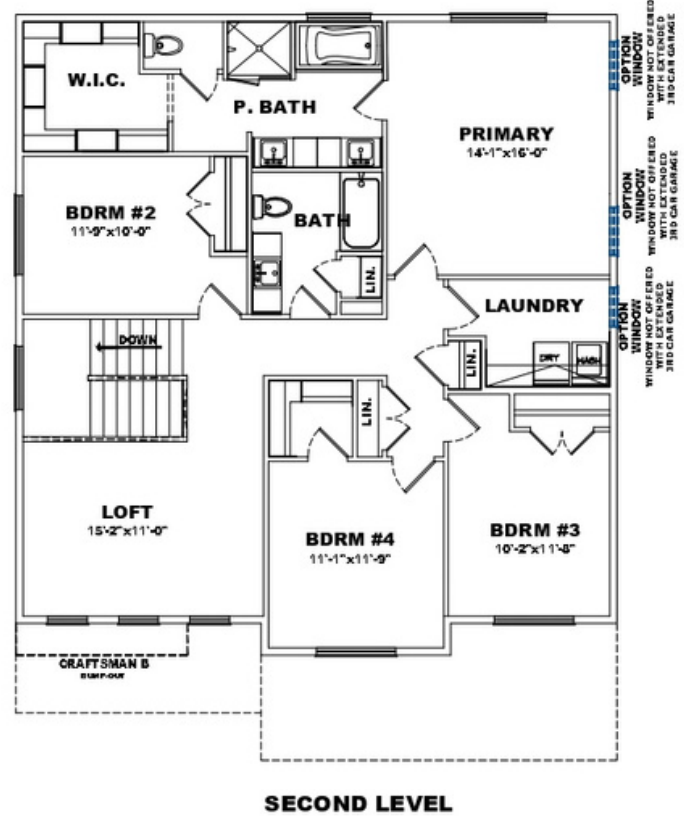 W.I.C.
P. BATH
PRIMARY
14'-1"x16'-0"
OPTION
WINDOW
WINDOW NOT OFFERED
WITH EXTENDED
3RD CAR GARAGE
BDRM #2
11'-9"x10'-0"
BATH
LIN.
OPTION
WINDOW
WINDOW NOT OFFERED
WITH EXTENDED
3RD CAR GARAGE
LAUNDRY
DRY
WASH
LIN.
OPTION
WINDOW
WINDOW NOT OFFERED
WITH EXTENDED
3RD CAR GARAGE
DOWN
LIN.
LOFT
15'-2"x11'-0"
BDRM #4
11'-1"x11'-9"
BDRM #3
10'-2"x11'-8"
CRAFTSMAN B
BUMP-OUT
SECOND LEVEL